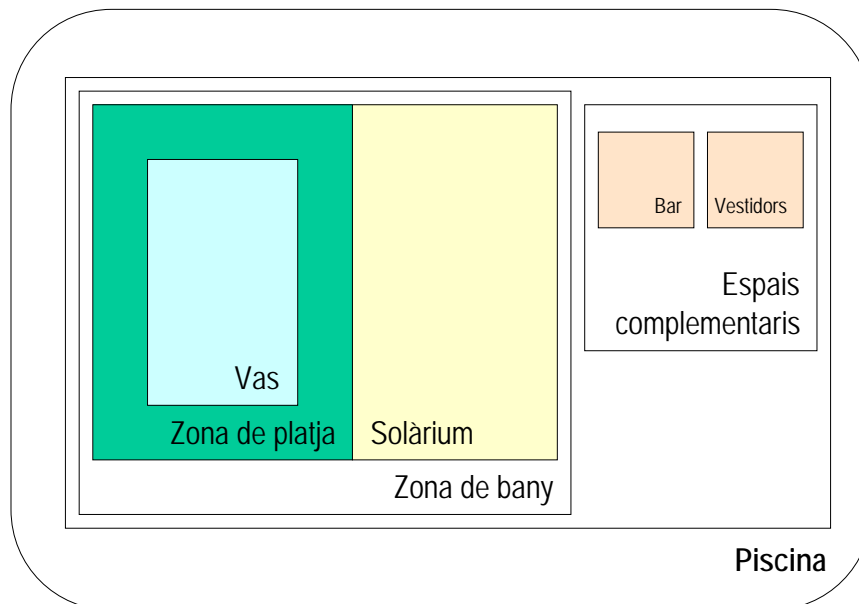 Bar
Vestidors
Espais
complementaris
Vas
Zona de platja
Solàrium
Zona de bany
Piscina